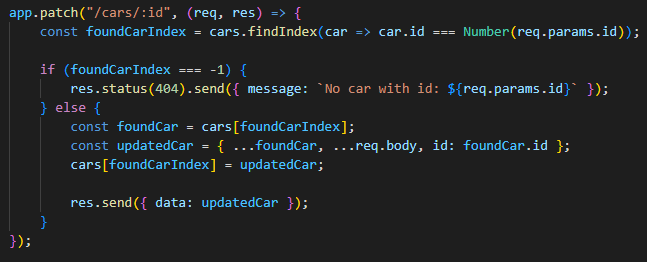 app.patch("/cars/:id", (req, res) => {
    const foundCarIndex = cars.findIndex(car => car.id === Number(req.params.id));

    if (foundCarIndex === -1) {
        res.status(404).send({ message: `No car with id: ${req.params.id}` });
    } else {
        const foundCar = cars[foundCarIndex];
        const updatedCar = { ...foundCar, ...req.body, id: foundCar.id };
        cars[foundCarIndex] = updatedCar;

        res.send({ data: updatedCar });
    }
});